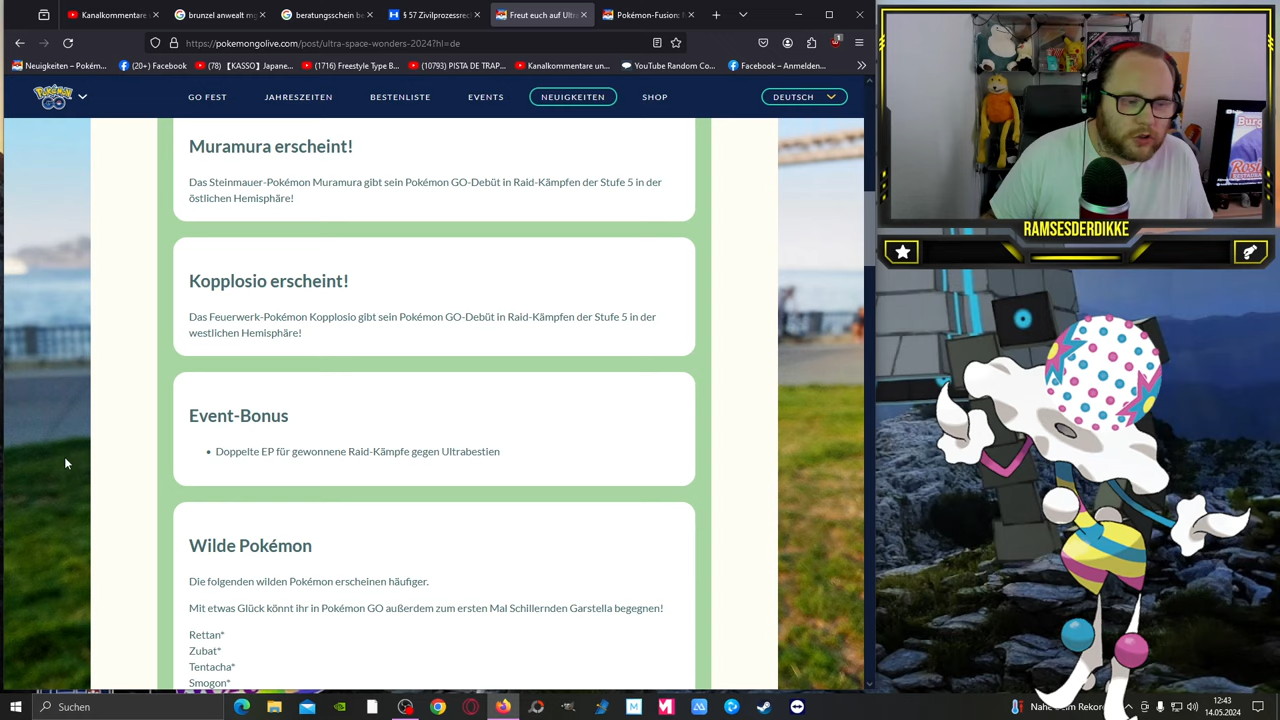 Kanalkommentare
brunzel anwalt mg
beratungsschein be
§ 57 Zivilprozessrec
Freut euch auf Ultra
Pokémon-Fusion: N
https://pokemongolive.com/post/ultra-space-wonders-2024?hl=de
1
Neuigkeiten – Pokém...
(20+) Facebook
(78) 【KASSO】Japane...
(1716) Freestyle Type B...
(10793) PISTA DE TRAP...
Kanalkommentare un...
YouTube Random Co...
Facebook – Anmelden...
Pokémon GO
GO FEST
JAHRESZEITEN
BESTENLISTE
EVENTS
NEUIGKEITEN
SHOP
DEUTSCH
Muramura erscheint!
Das Steinmauer-Pokémon Muramura gibt sein Pokémon GO-Debüt in Raid-Kämpfen der Stufe 5 in der
östlichen Hemisphäre!
Kopplosio erscheint!
Das Feuerwerk-Pokémon Kopplosio gibt sein Pokémon GO-Debüt in Raid-Kämpfen der Stufe 5 in der
westlichen Hemisphäre!
Event-Bonus
• Doppelte EP für gewonnene Raid-Kämpfe gegen Ultrabestien
Wilde Pokémon
Die folgenden wilden Pokémon erscheinen häufiger.
Mit etwas Glück könnt ihr in Pokémon GO außerdem zum ersten Mal Schillernden Garstella begegnen!
Rettan*
Zubat*
Tentacha*
Smogon*
RAMSESDERDIKKE
Suchen
12:43
14.05.2024